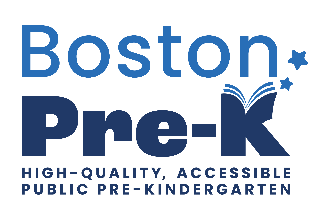 Boston
Pre-K
HIGH-QUALITY, ACCESSIBLE
PUBLIC PRE-KINDERGARTEN